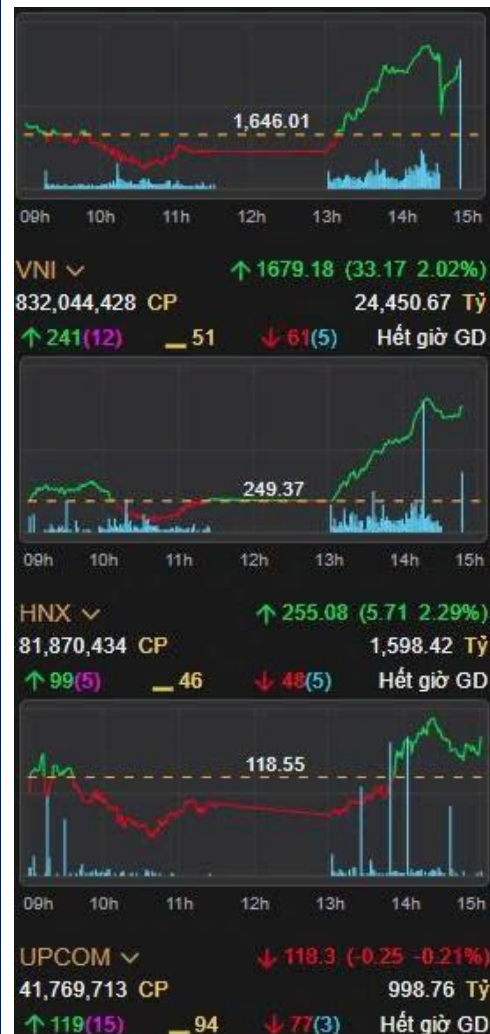 1,646.01
09h 10h 11h 12h 13h 14h 15h
VNI ↑ 1679.18 (33.17 2.02%)
832,044,428 CP 24,450.67 Tỷ
↑ 241(12) 51 ↓ 61(5) Hết giờ GD
249.37
09h 10h 11h 12h 13h 14h 15h
HNX ↑ 255.08 (5.71 2.29%)
81,870,434 CP 1,598.42 Tỷ
↑ 99(5) 46 ↓ 48(5) Hết giờ GD
118.55
09h 10h 11h 12h 13h 14h 15h
UPCOM ↓ 118.3 (-0.25 -0.21%)
41,769,713 CP 998.76 Tỷ
↑ 119(15) 94 ↓ 77(3) Hết giờ GD